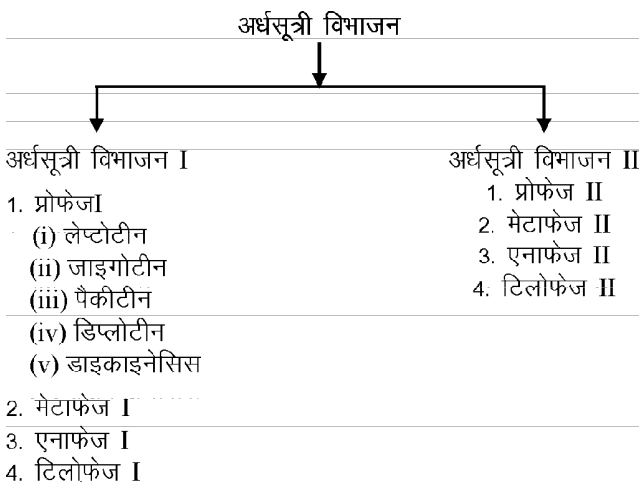 अर्धसूत्री विभाजन
अर्धसूत्री विभाजन I
1. प्रोफेजI
(i) लेप्टोटीन
(ii) जाइगोटीन
(iii) पैकीटीन
(iv) डिप्लोटीन
(v) डाइकाइनेसिस
2. मेटाफेज I
3. एनाफेज I
4. टिलोफेज I
अर्धसूत्री विभाजन II
1. प्रोफेज II
2. मेटाफेज II
3. एनाफेज II
4. टिलोफेज II